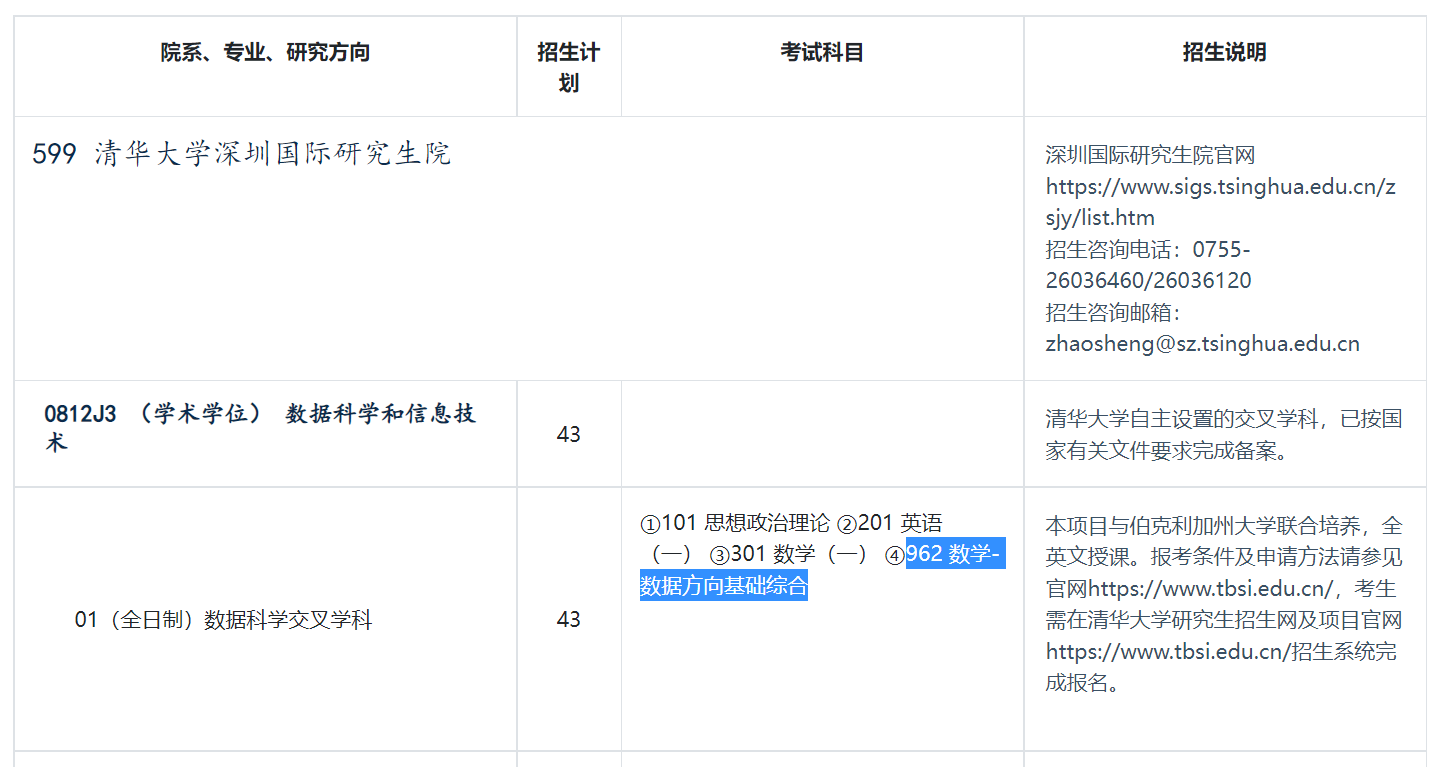 院系、专业、研究方向
招生计
划
考试科目
招生说明
599 清华大学深圳国际研究生院
深圳国际研究生院官网
https://www.sigs.tsinghua.edu.cn/z
sjy/list.htm
招生咨询电话：0755-
26036460/26036120
招生咨询邮箱：
zhaosheng@sz.tsinghua.edu.cn
0812J3 （学术学位） 数据科学和信息技
术
43
清华大学自主设置的交叉学科，已按国
家有关文件要求完成备案。
01（全日制）数据科学交叉学科
43
①101 思想政治理论 ②201 英语
（一） ③301 数学（一） ④962 数学-
数据方向基础综合
本项目与伯克利加州大学联合培养，全
英文授课。报考条件及申请方法请参见
官网https://www.tbsi.edu.cn/，考生
需在清华大学研究生招生网及项目官网
https://www.tbsi.edu.cn/招生系统完
成报名。